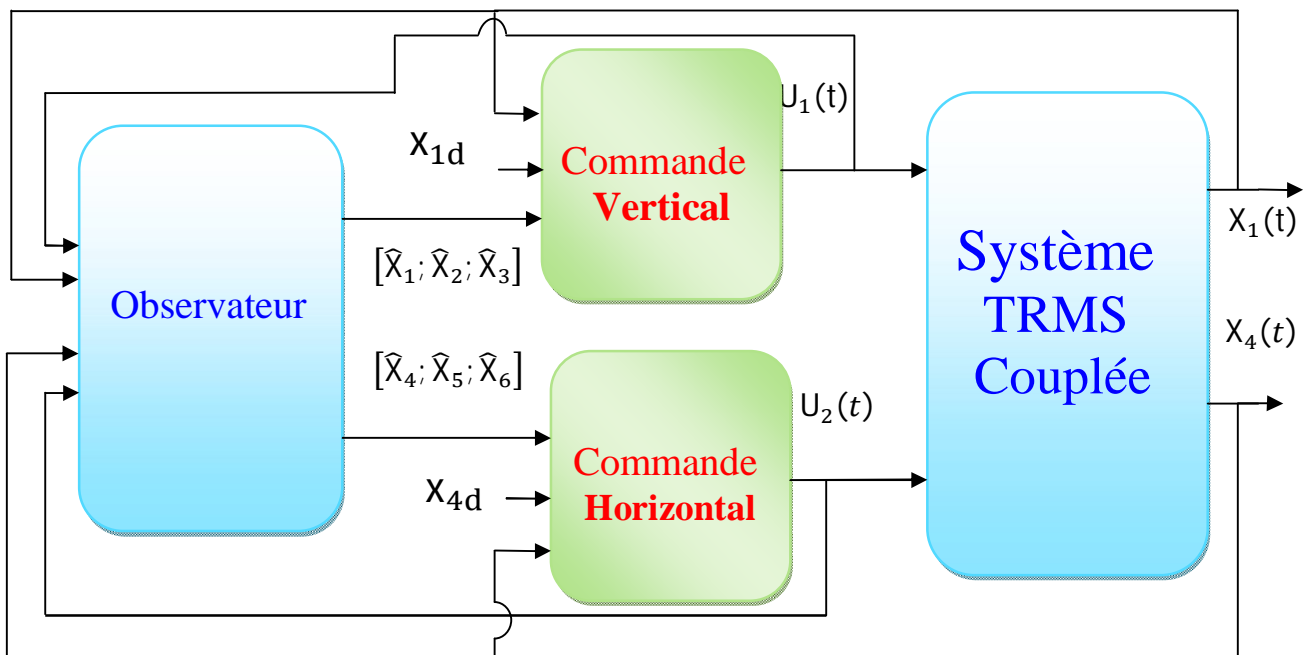 U₁(t)
X₁d
Commande
Vertical
[X̂₁; X̂₂; X̂₃]
Observateur
Système
TRMS
Couplée
X₁(t)
X₄(t)
[X̂₄; X̂₅; X̂₆]
U₂(t)
X₄d
Commande
Horizontal